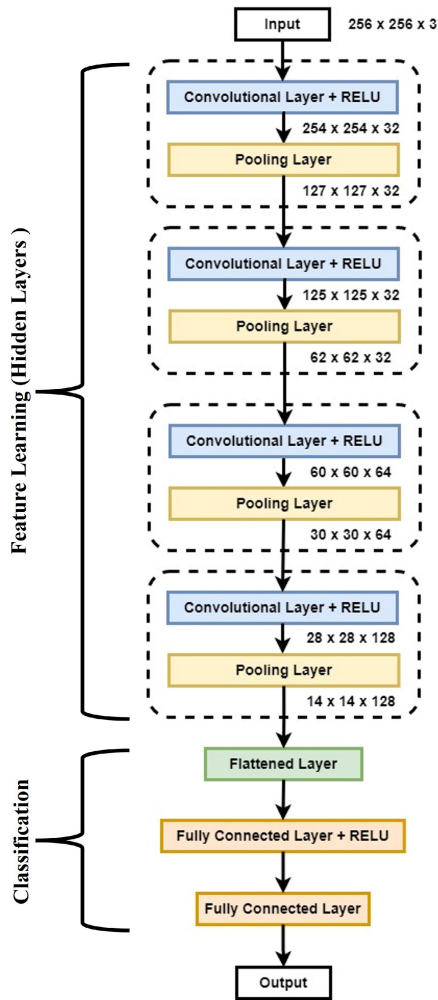 Input
256 x 256 x 3
Feature Learning (Hidden Layers )
Convolutional Layer + RELU
254 x 254 x 32
Pooling Layer
127 x 127 x 32
Convolutional Layer + RELU
125 x 125 x 32
Pooling Layer
62 x 62 x 32
Convolutional Layer + RELU
60 x 60 x 64
Pooling Layer
30 x 30 x 64
Convolutional Layer + RELU
28 x 28 x 128
Pooling Layer
14 x 14 x 128
Classification
Flattened Layer
Fully Connected Layer + RELU
Fully Connected Layer
Output